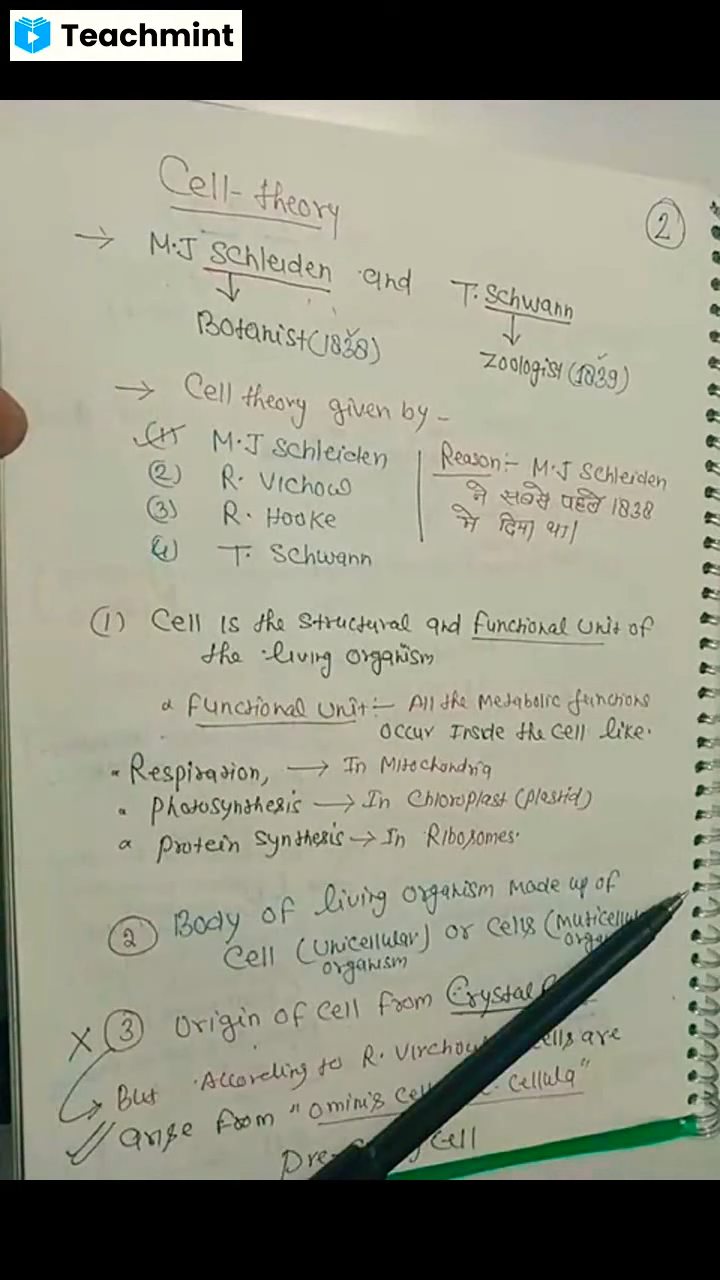 Teachmint
Cell-theory
②
→ M.J Schleiden and T. Schwann
Botanist (1838) Zoologist (1839)
→ Cell theory given by -
(1) M.J Schleiden
(2) R. Vichow
(3) R. Hooke
(4) T. Schwann
Reason:- M.J Schleiden
ने सबसे पहले 1838
मे दिया था।
(1) Cell is the structural and functional unit of
the living organism
functional unit:- All the metabolic functions
occur inside the cell like.
Respiration, → In Mitochondria
Photosynthesis → In Chloroplast (plastid)
Protein synthesis → In Ribosomes.
② Body of living organism made up of
Cell (Unicellular) or cells
organism
X ③ Origin of cell from Crystal
But According to R. cells are
arise from "Ominis cellula"
cell